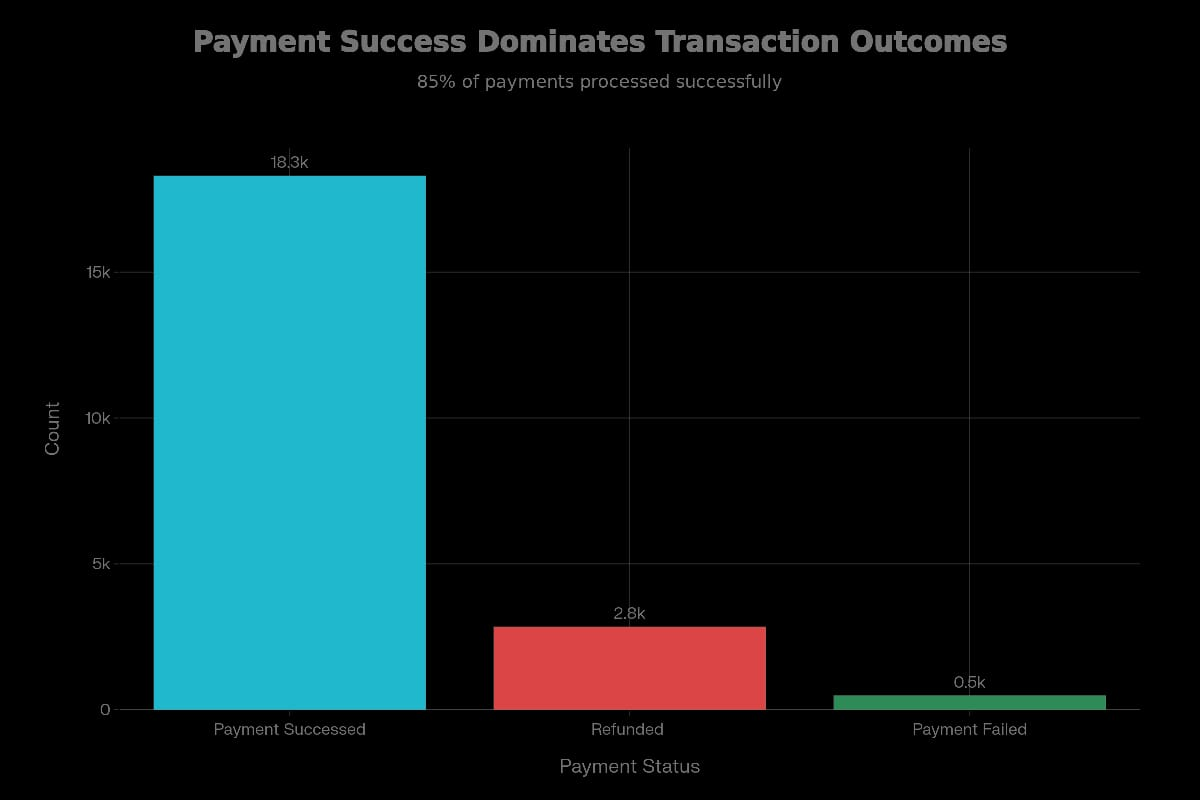 Payment Success Dominates Transaction Outcomes
85% of payments processed successfully
18.3k
15k
10k
Count
5k
2.8k
0.5k
0
Payment Successed Refunded Payment Failed
Payment Status